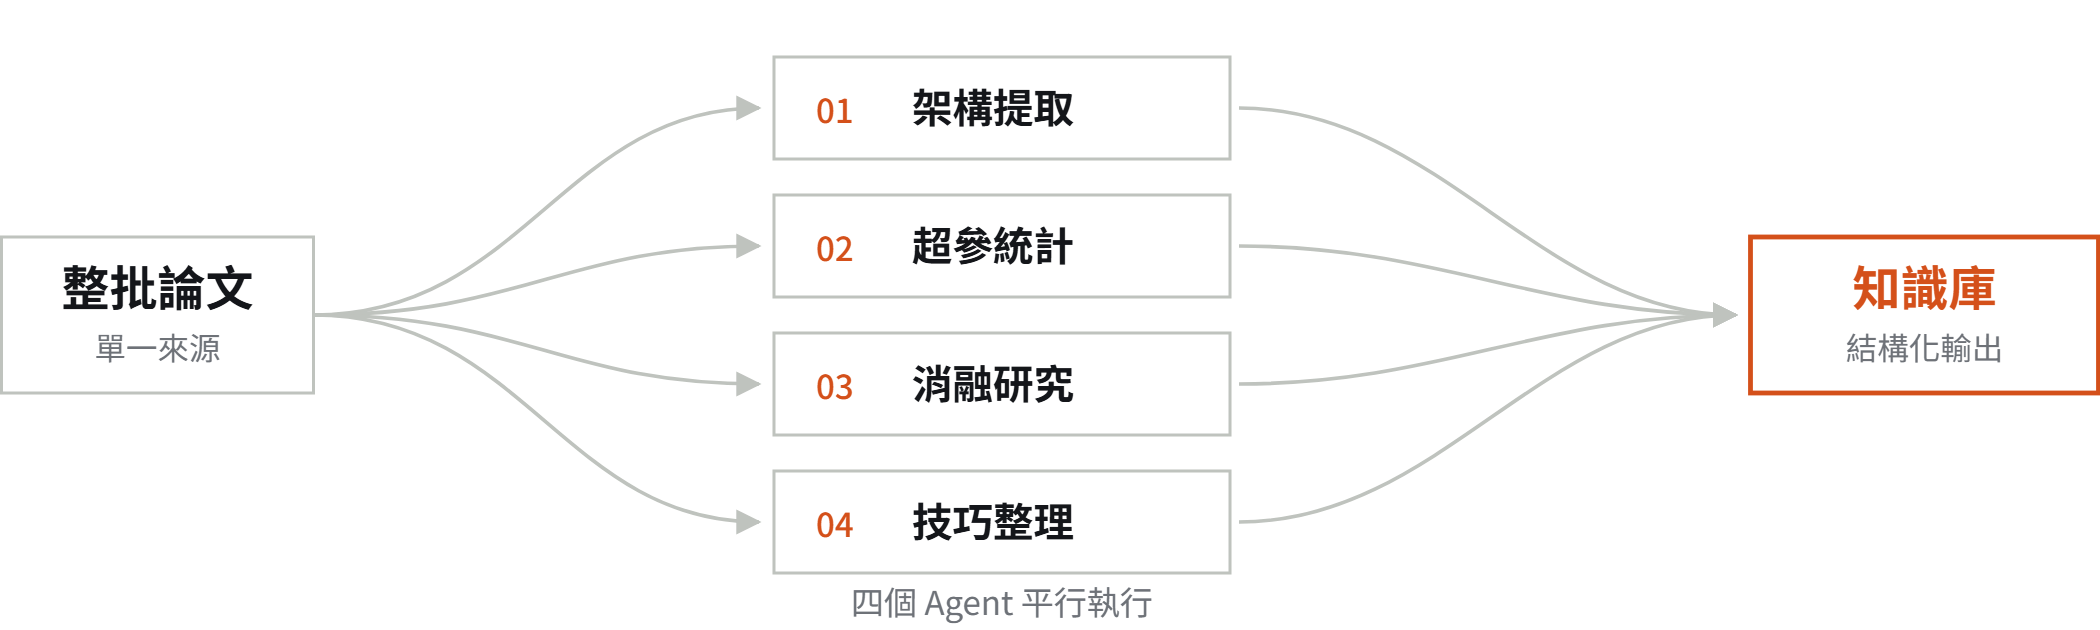 整批論文
單一來源
01 架構提取
02 超參統計
03 消融研究
04 技巧整理
四個 Agent 平行執行
知識庫
結構化輸出